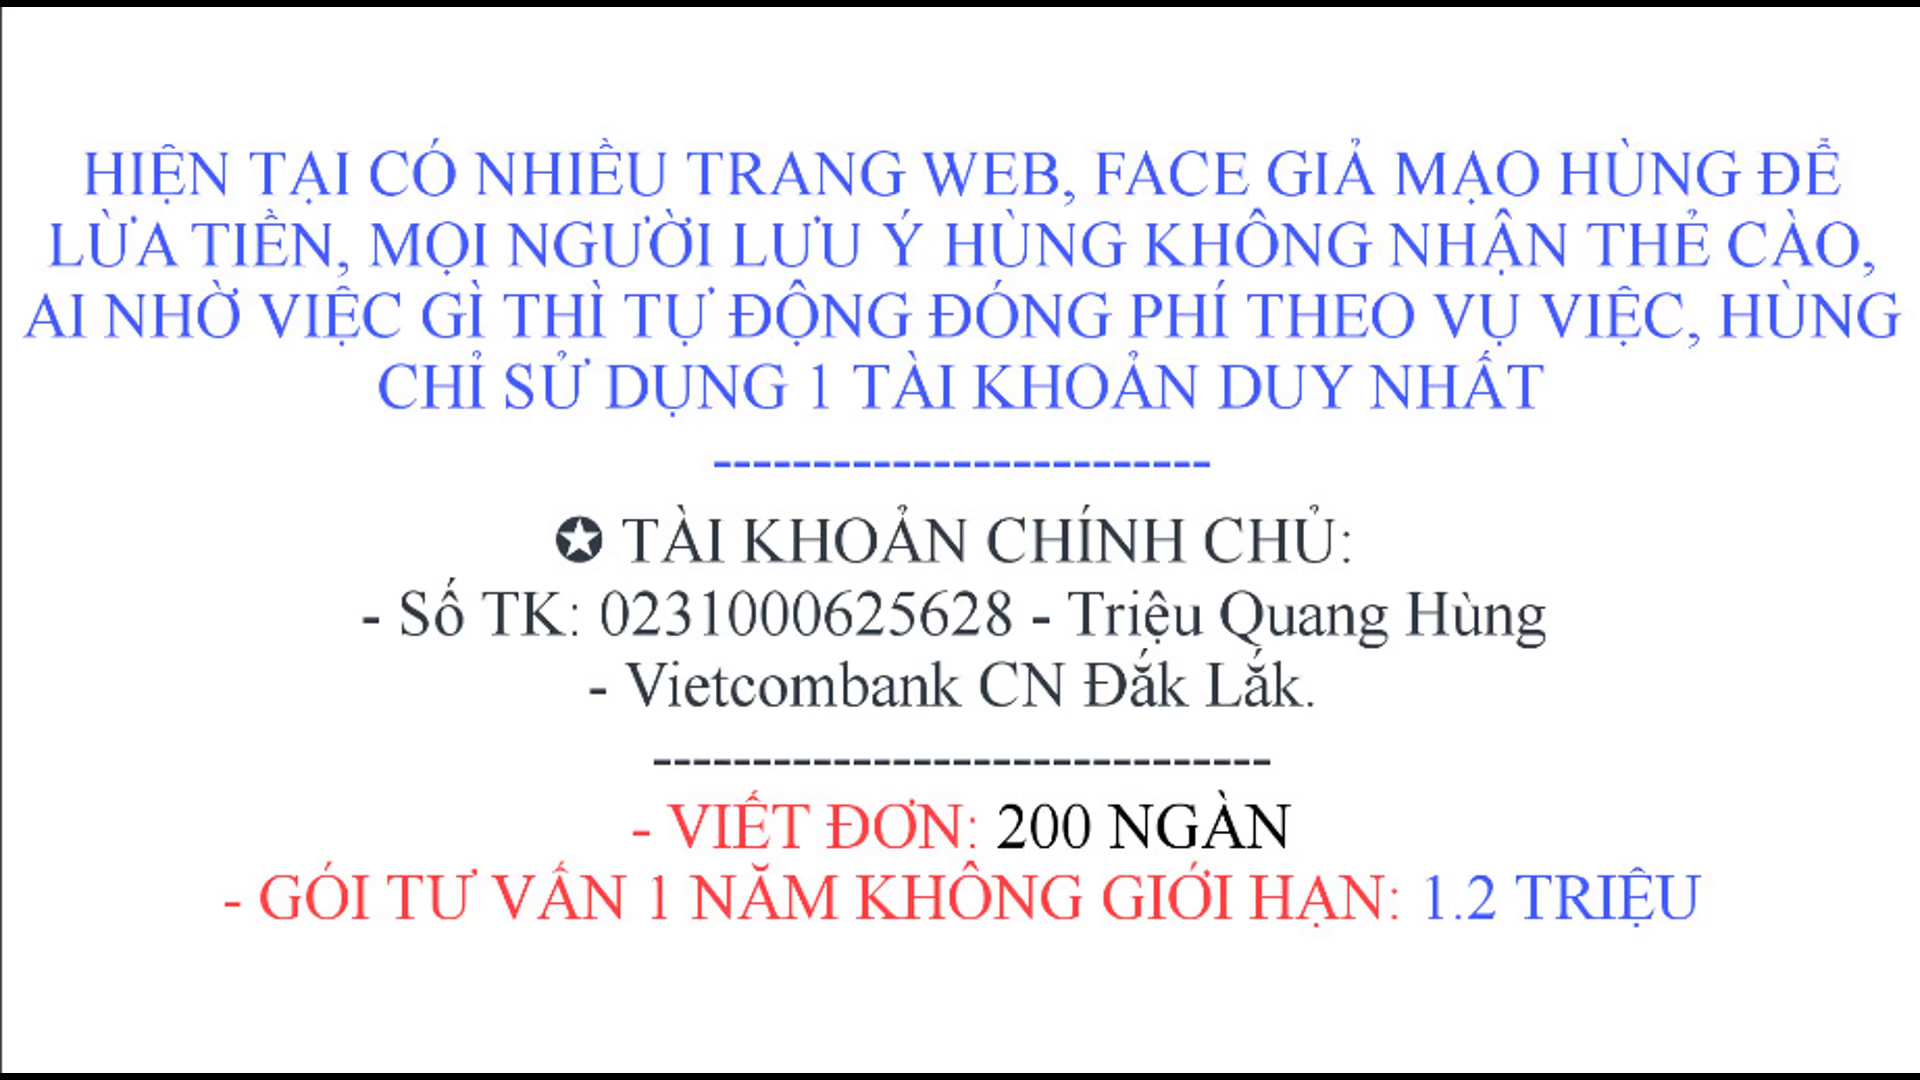 HIỆN TẠI CÓ NHIỀU TRANG WEB, FACE GIẢ MẠO HÙNG ĐỂ
LỪA TIỀN, MỌI NGƯỜI LƯU Ý HÙNG KHÔNG NHẬN THẺ CÀO,
AI NHỜ VIỆC GÌ THÌ TỰ ĐỘNG ĐÓNG PHÍ THEO VỤ VIỆC, HÙNG
CHỈ SỬ DỤNG 1 TÀI KHOẢN DUY NHẤT
-------------------------
✪ TÀI KHOẢN CHÍNH CHỦ:
- Số TK: 0231000625628 - Triệu Quang Hùng
- Vietcombank CN Đắk Lắk.
-------------------------------
- VIẾT ĐƠN: 200 NGÀN
- GÓI TƯ VẤN 1 NĂM KHÔNG GIỚI HẠN: 1.2 TRIỆU